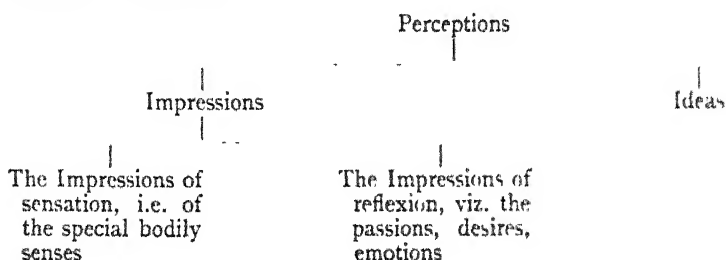 Perceptions
Impressions Ideas
The Impressions of
sensation, i.e. of
the special bodily
senses
The Impressions of
reflexion, viz. the
passions, desires,
emotions